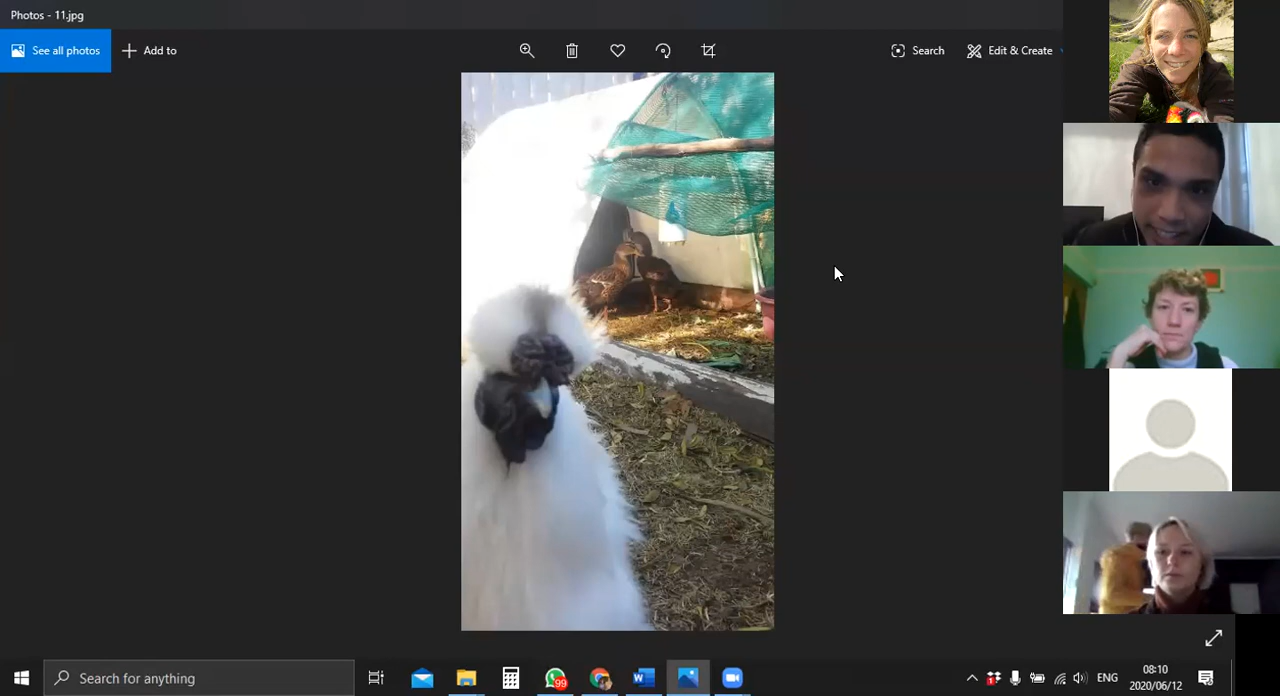 Photos - 11.jpg
See all photos
Add to
Search
Edit & Create
Search for anything
99
ENG
08:10
2020/06/12